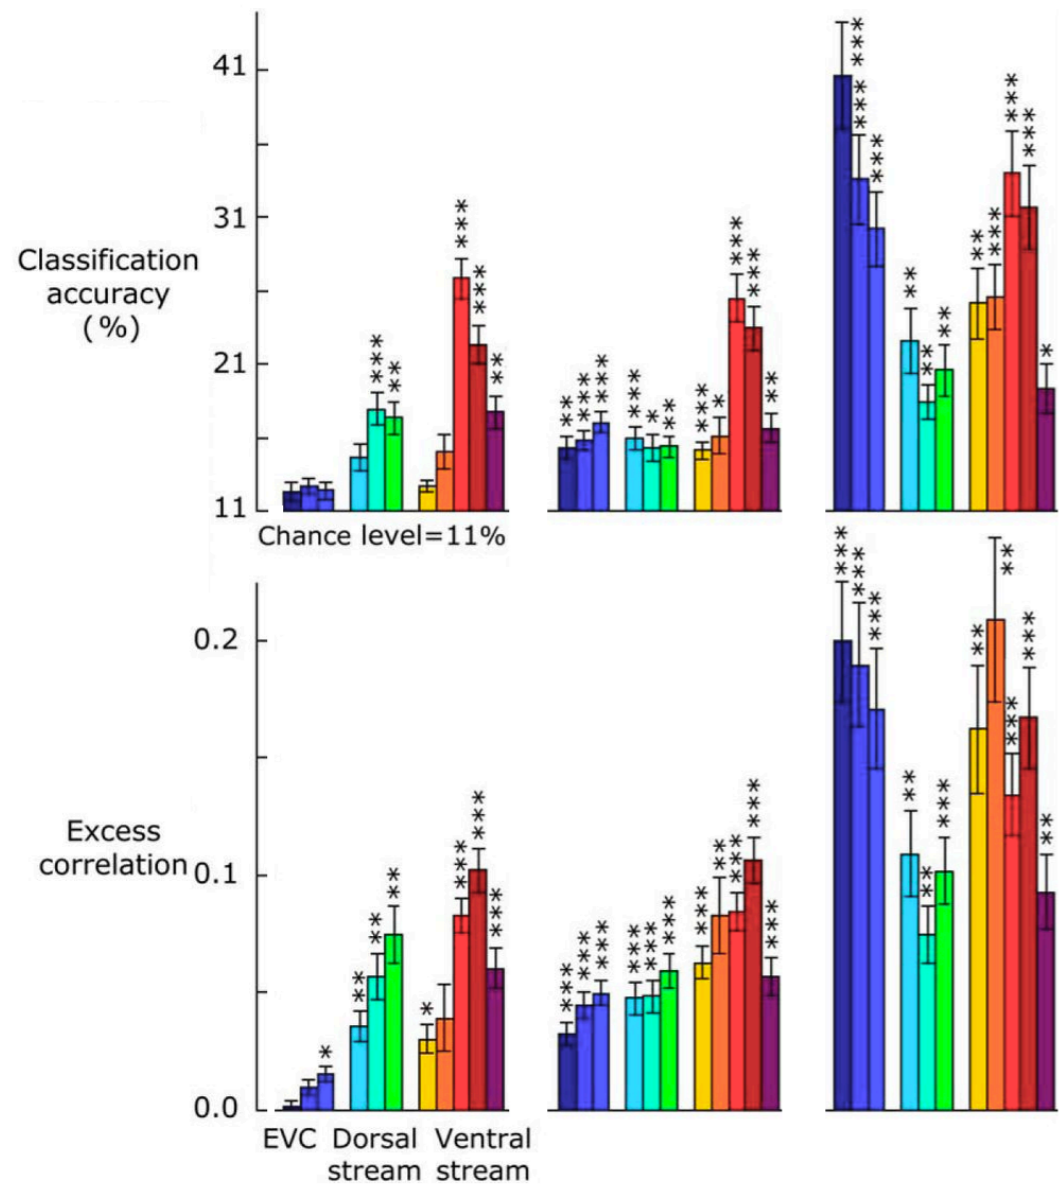 41
31
Classification
accuracy
(%)
21
11
Chance level=11%
0.2
Excess
correlation
0.1
0.0
EVC Dorsal Ventral
stream stream